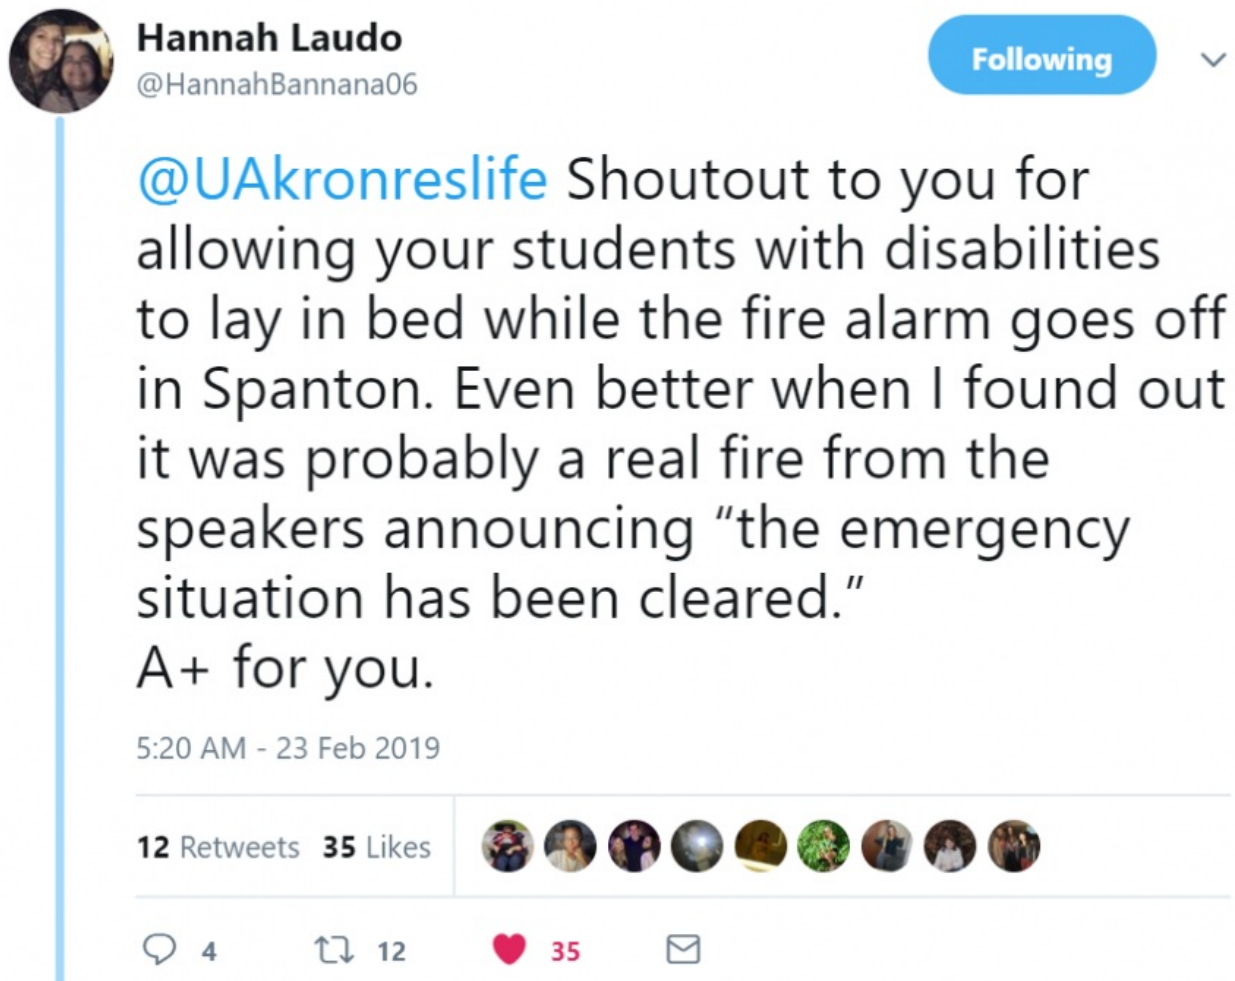 Hannah Laudo
Following
@HannahBannana06
@UAkronreslife Shoutout to you for
allowing your students with disabilities
to lay in bed while the fire alarm goes off
in Spanton. Even better when I found out
it was probably a real fire from the
speakers announcing “the emergency
situation has been cleared.”
A+ for you.
5:20 AM - 23 Feb 2019
12 Retweets 35 Likes
4 12 35